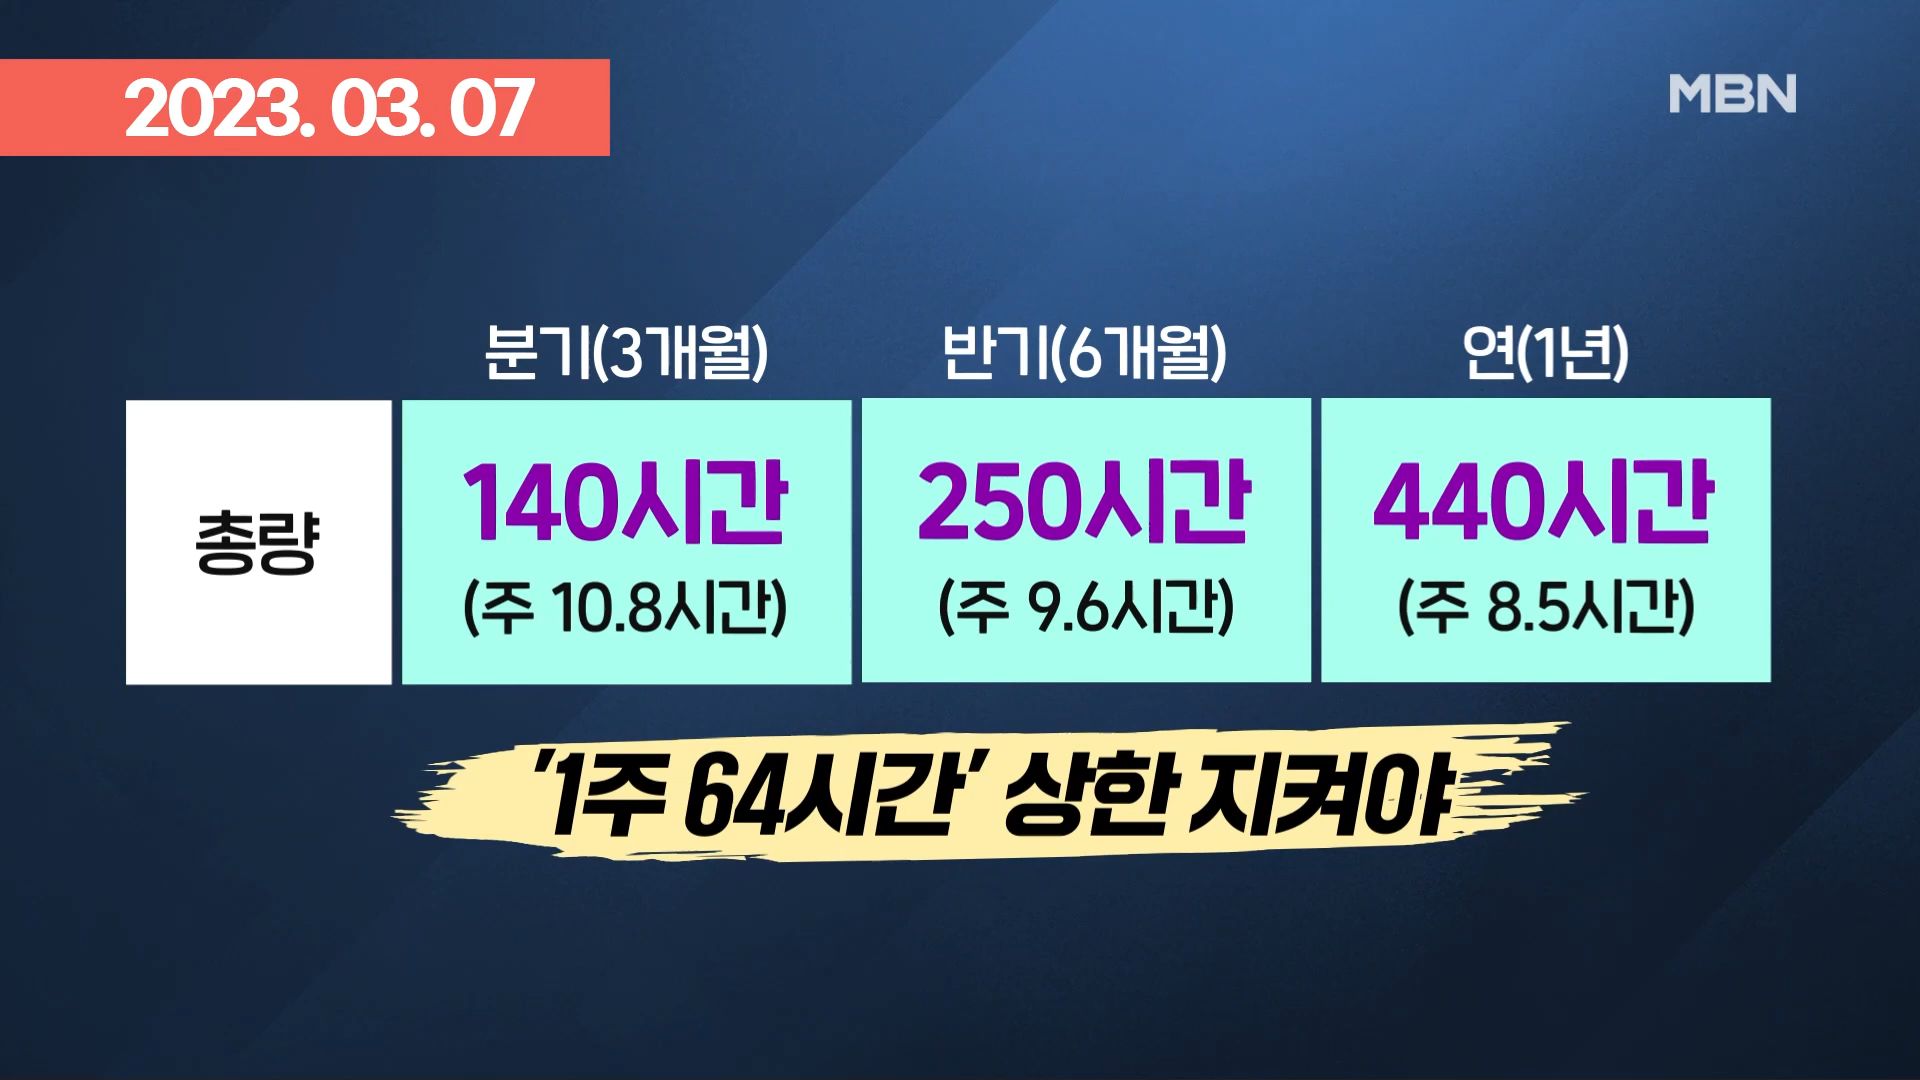 2023. 03. 07
MBN
분기(3개월) 반기(6개월) 연(1년)
총량
140시간 250시간 440시간
(주 10.8시간) (주 9.6시간) (주 8.5시간)
'1주 64시간' 상한 지켜야